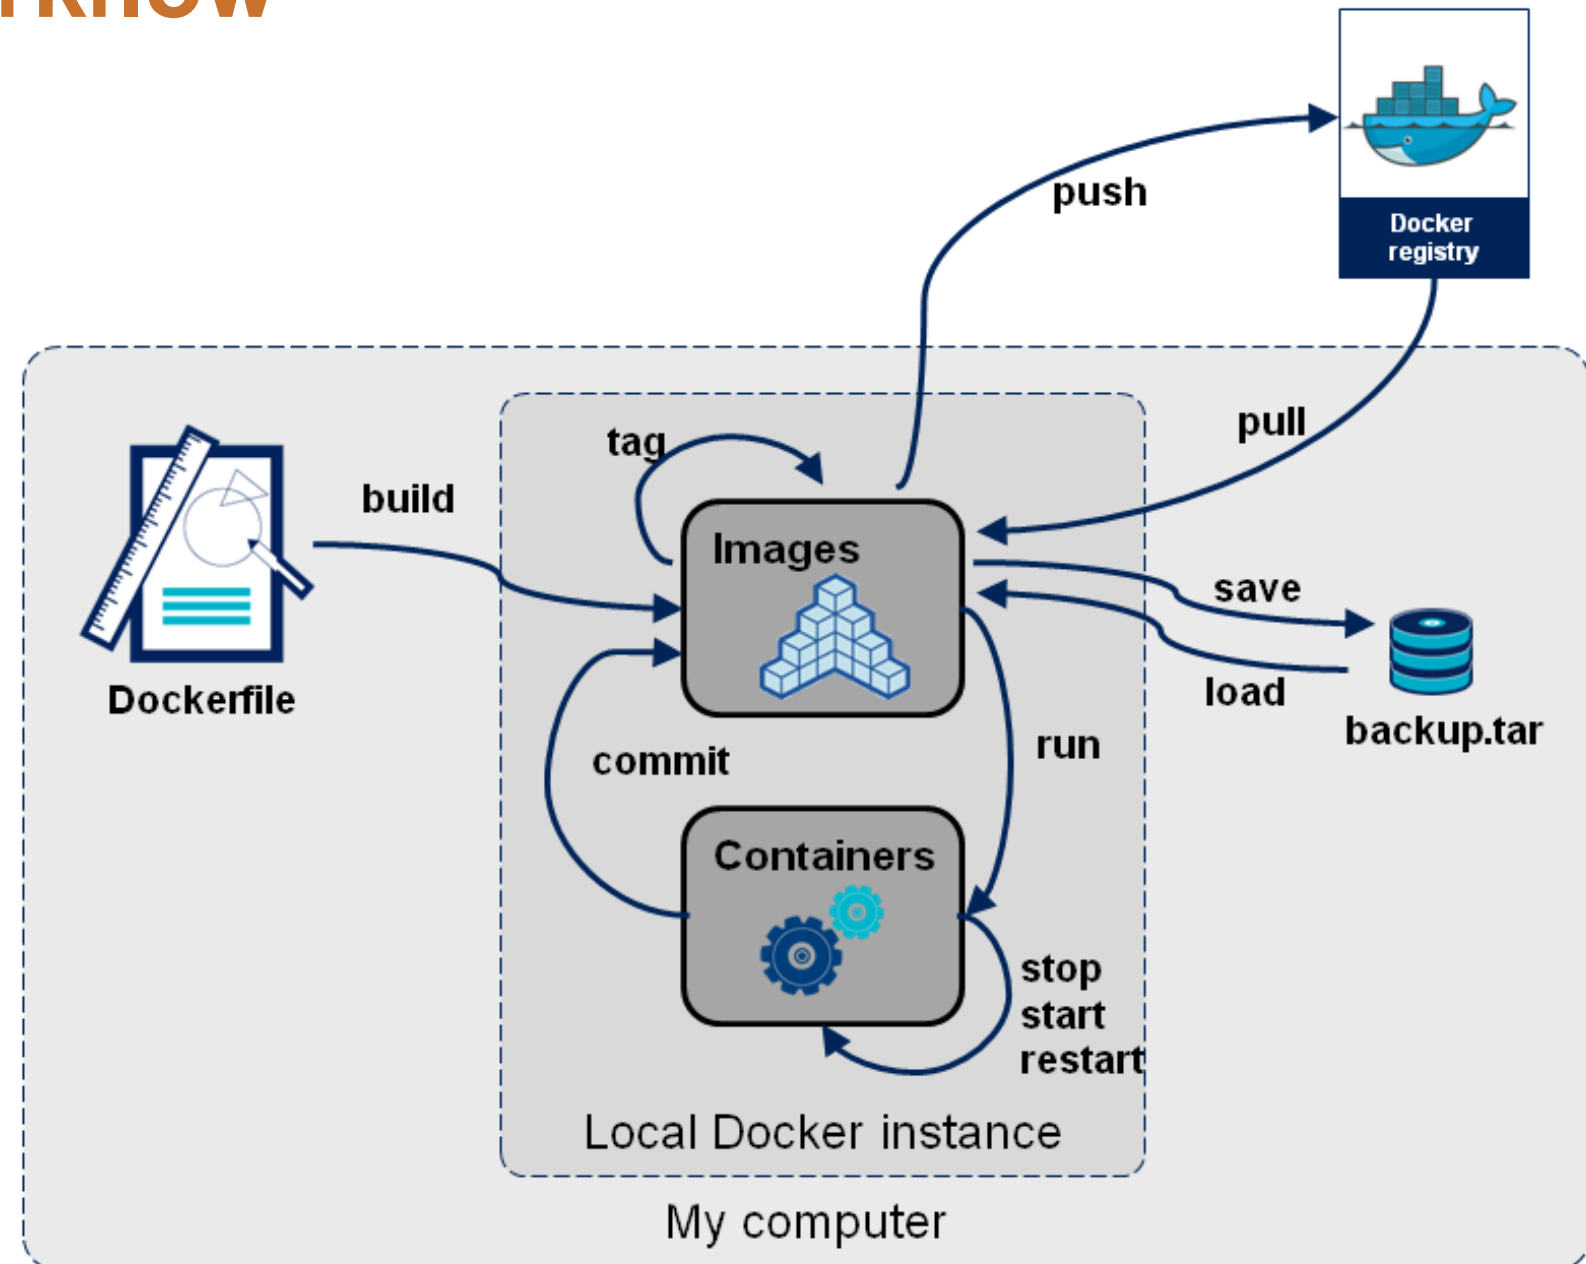 push
Docker
registry
tag
pull
build
Images
save
Dockerfile
load
backup.tar
commit
run
Containers
stop
start
restart
Local Docker instance
My computer